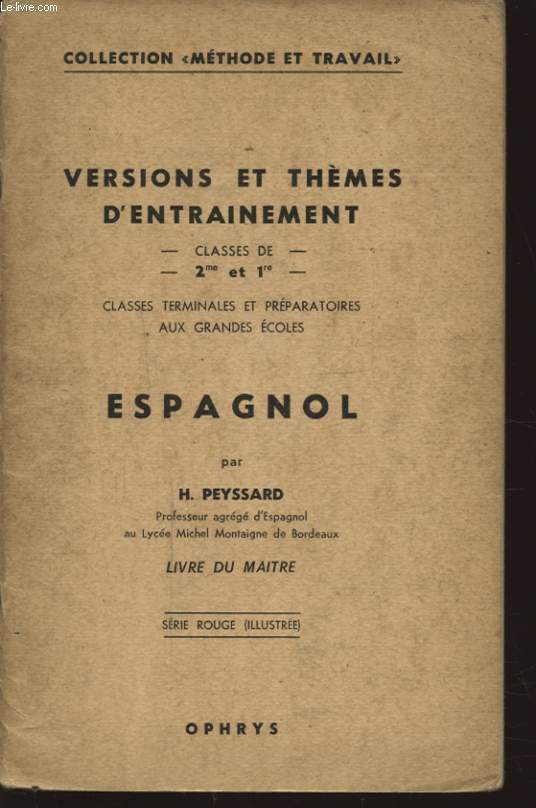 Le-livre.com
COLLECTION «MÉTHODE ET TRAVAIL»
VERSIONS ET THÈMES
D'ENTRAINEMENT
— CLASSES DE —
— 2me et 1re —
CLASSES TERMINALES ET PRÉPARATOIRES
AUX GRANDES ÉCOLES
ESPAGNOL
par
H. PEYSSARD
Professeur agrégé d'Espagnol
au Lycée Michel Montaigne de Bordeaux
LIVRE DU MAITRE
SÉRIE ROUGE (ILLUSTRÉE)
OPHRYS